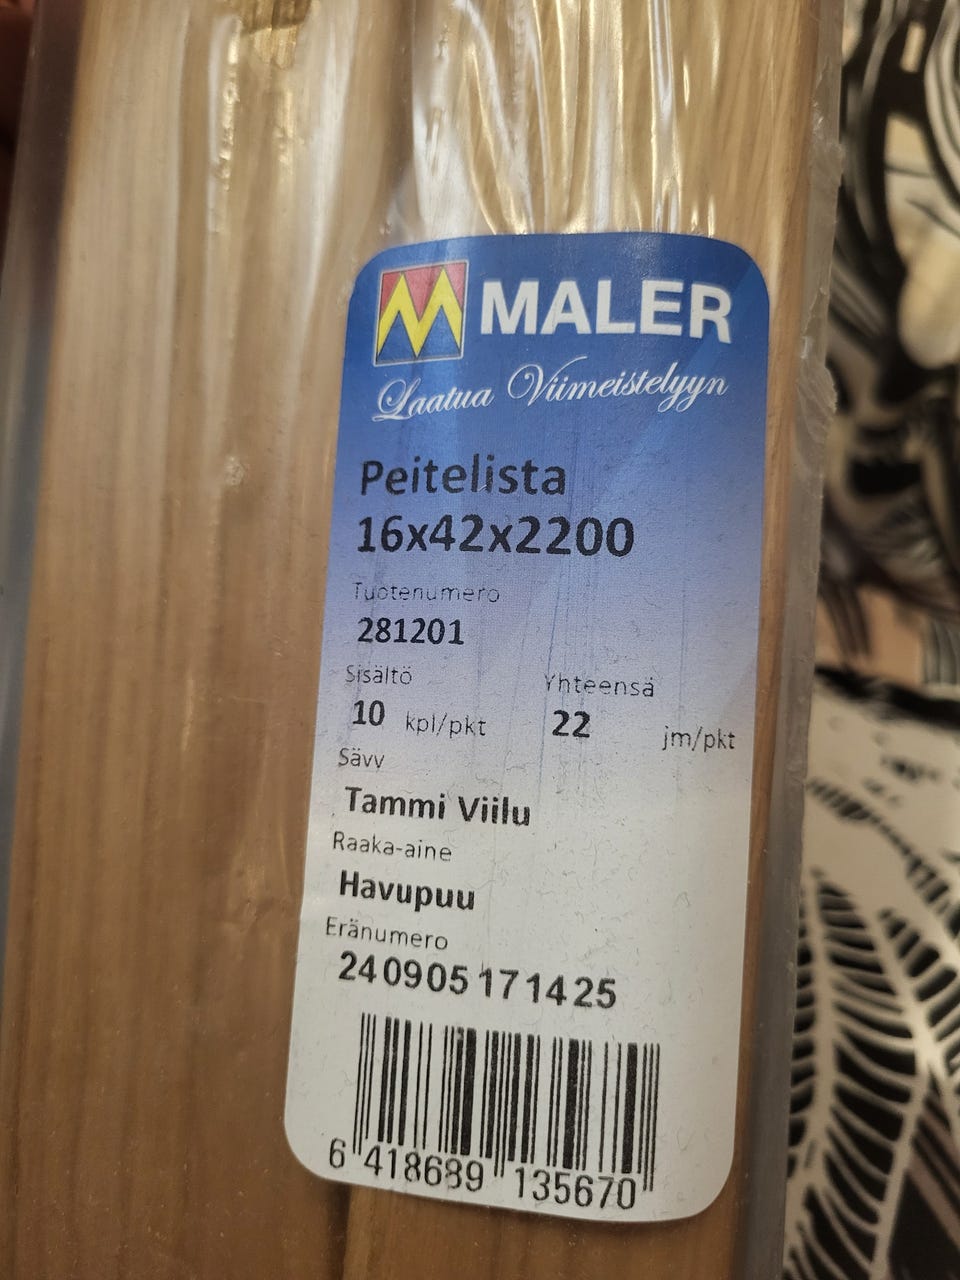 MALER
Laatua Viimeistelyyn
Peitelista
16x42x2200
Tuotenumero
281201
Sisältö Yhteensä
10 kpl/pkt 22 jm/pkt
Sävy
Tammi Viilu
Raaka-aine
Havupuu
Eränumero
240905171425
6 418689 135670